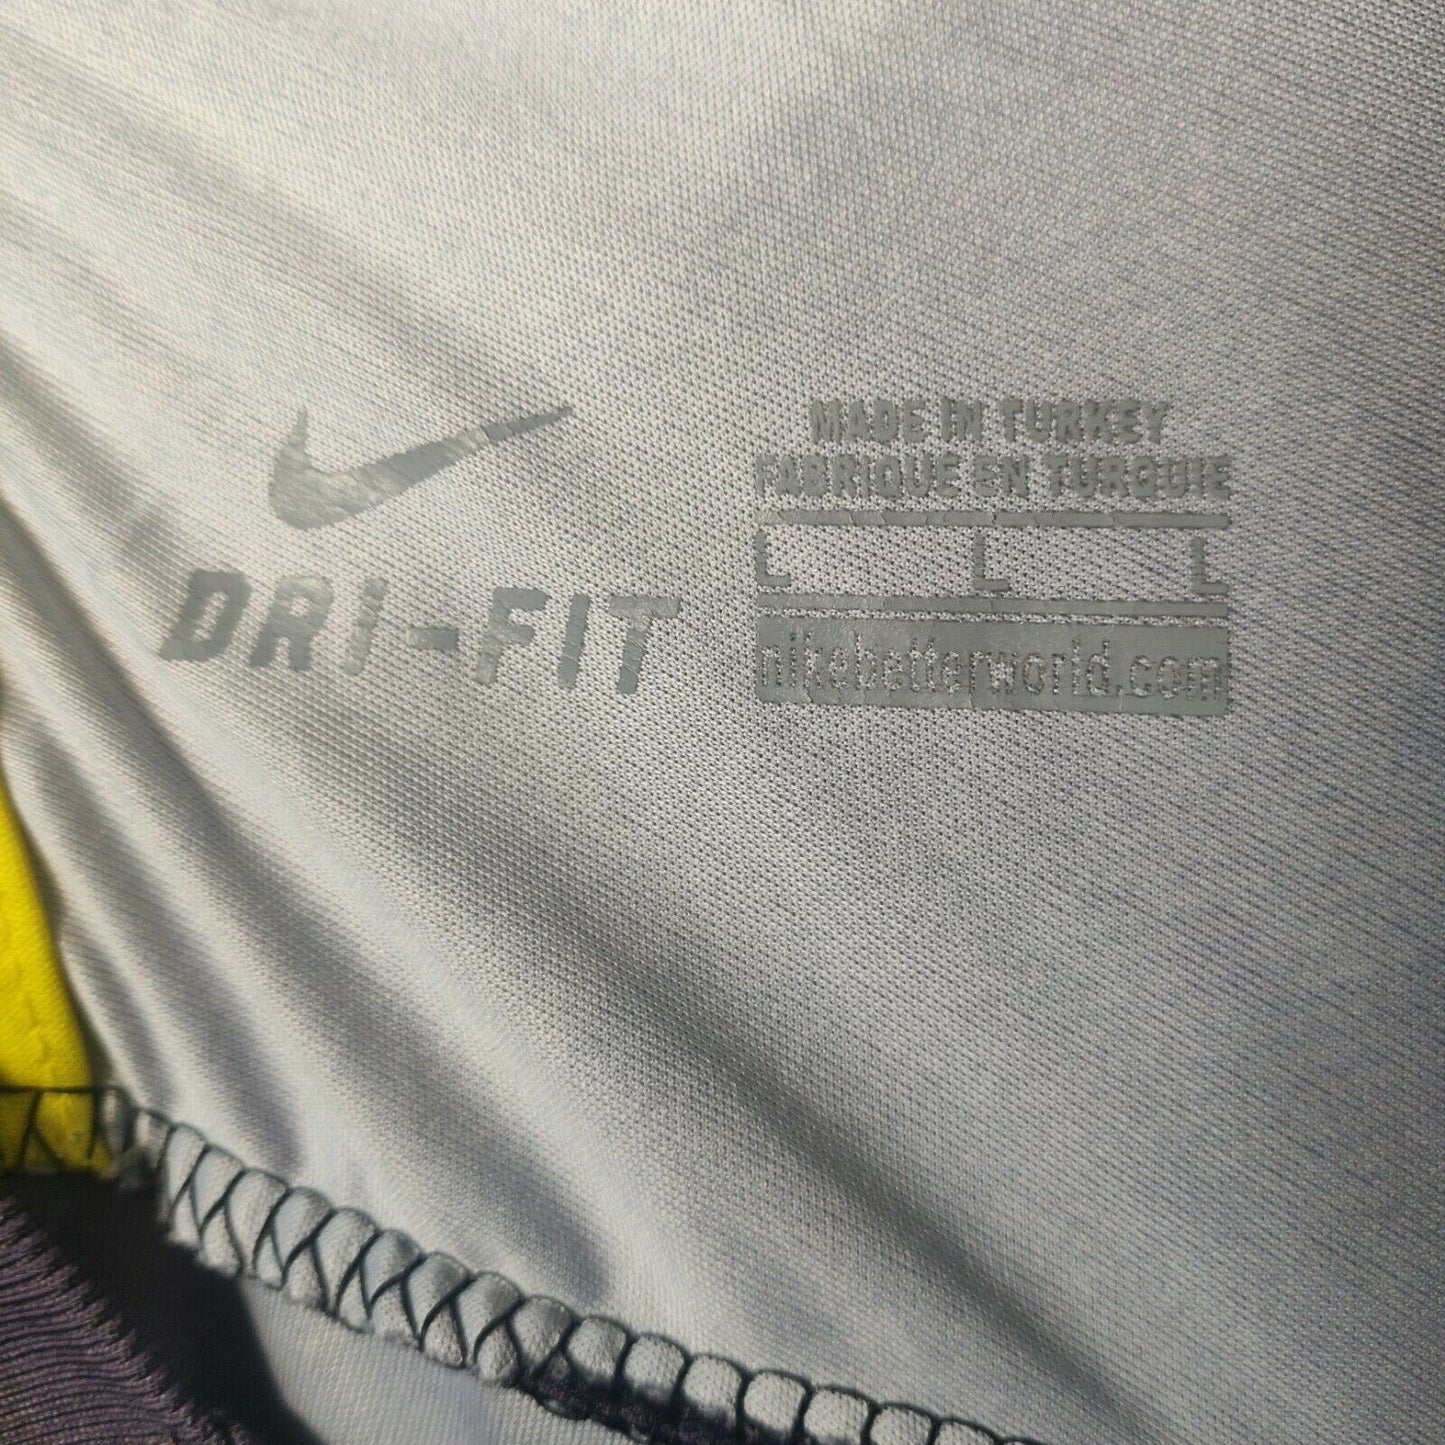 DRI-FIT
MADE IN TURKEY
FABRIQUE EN TURQUIE
L L L
nikebetterworld.com